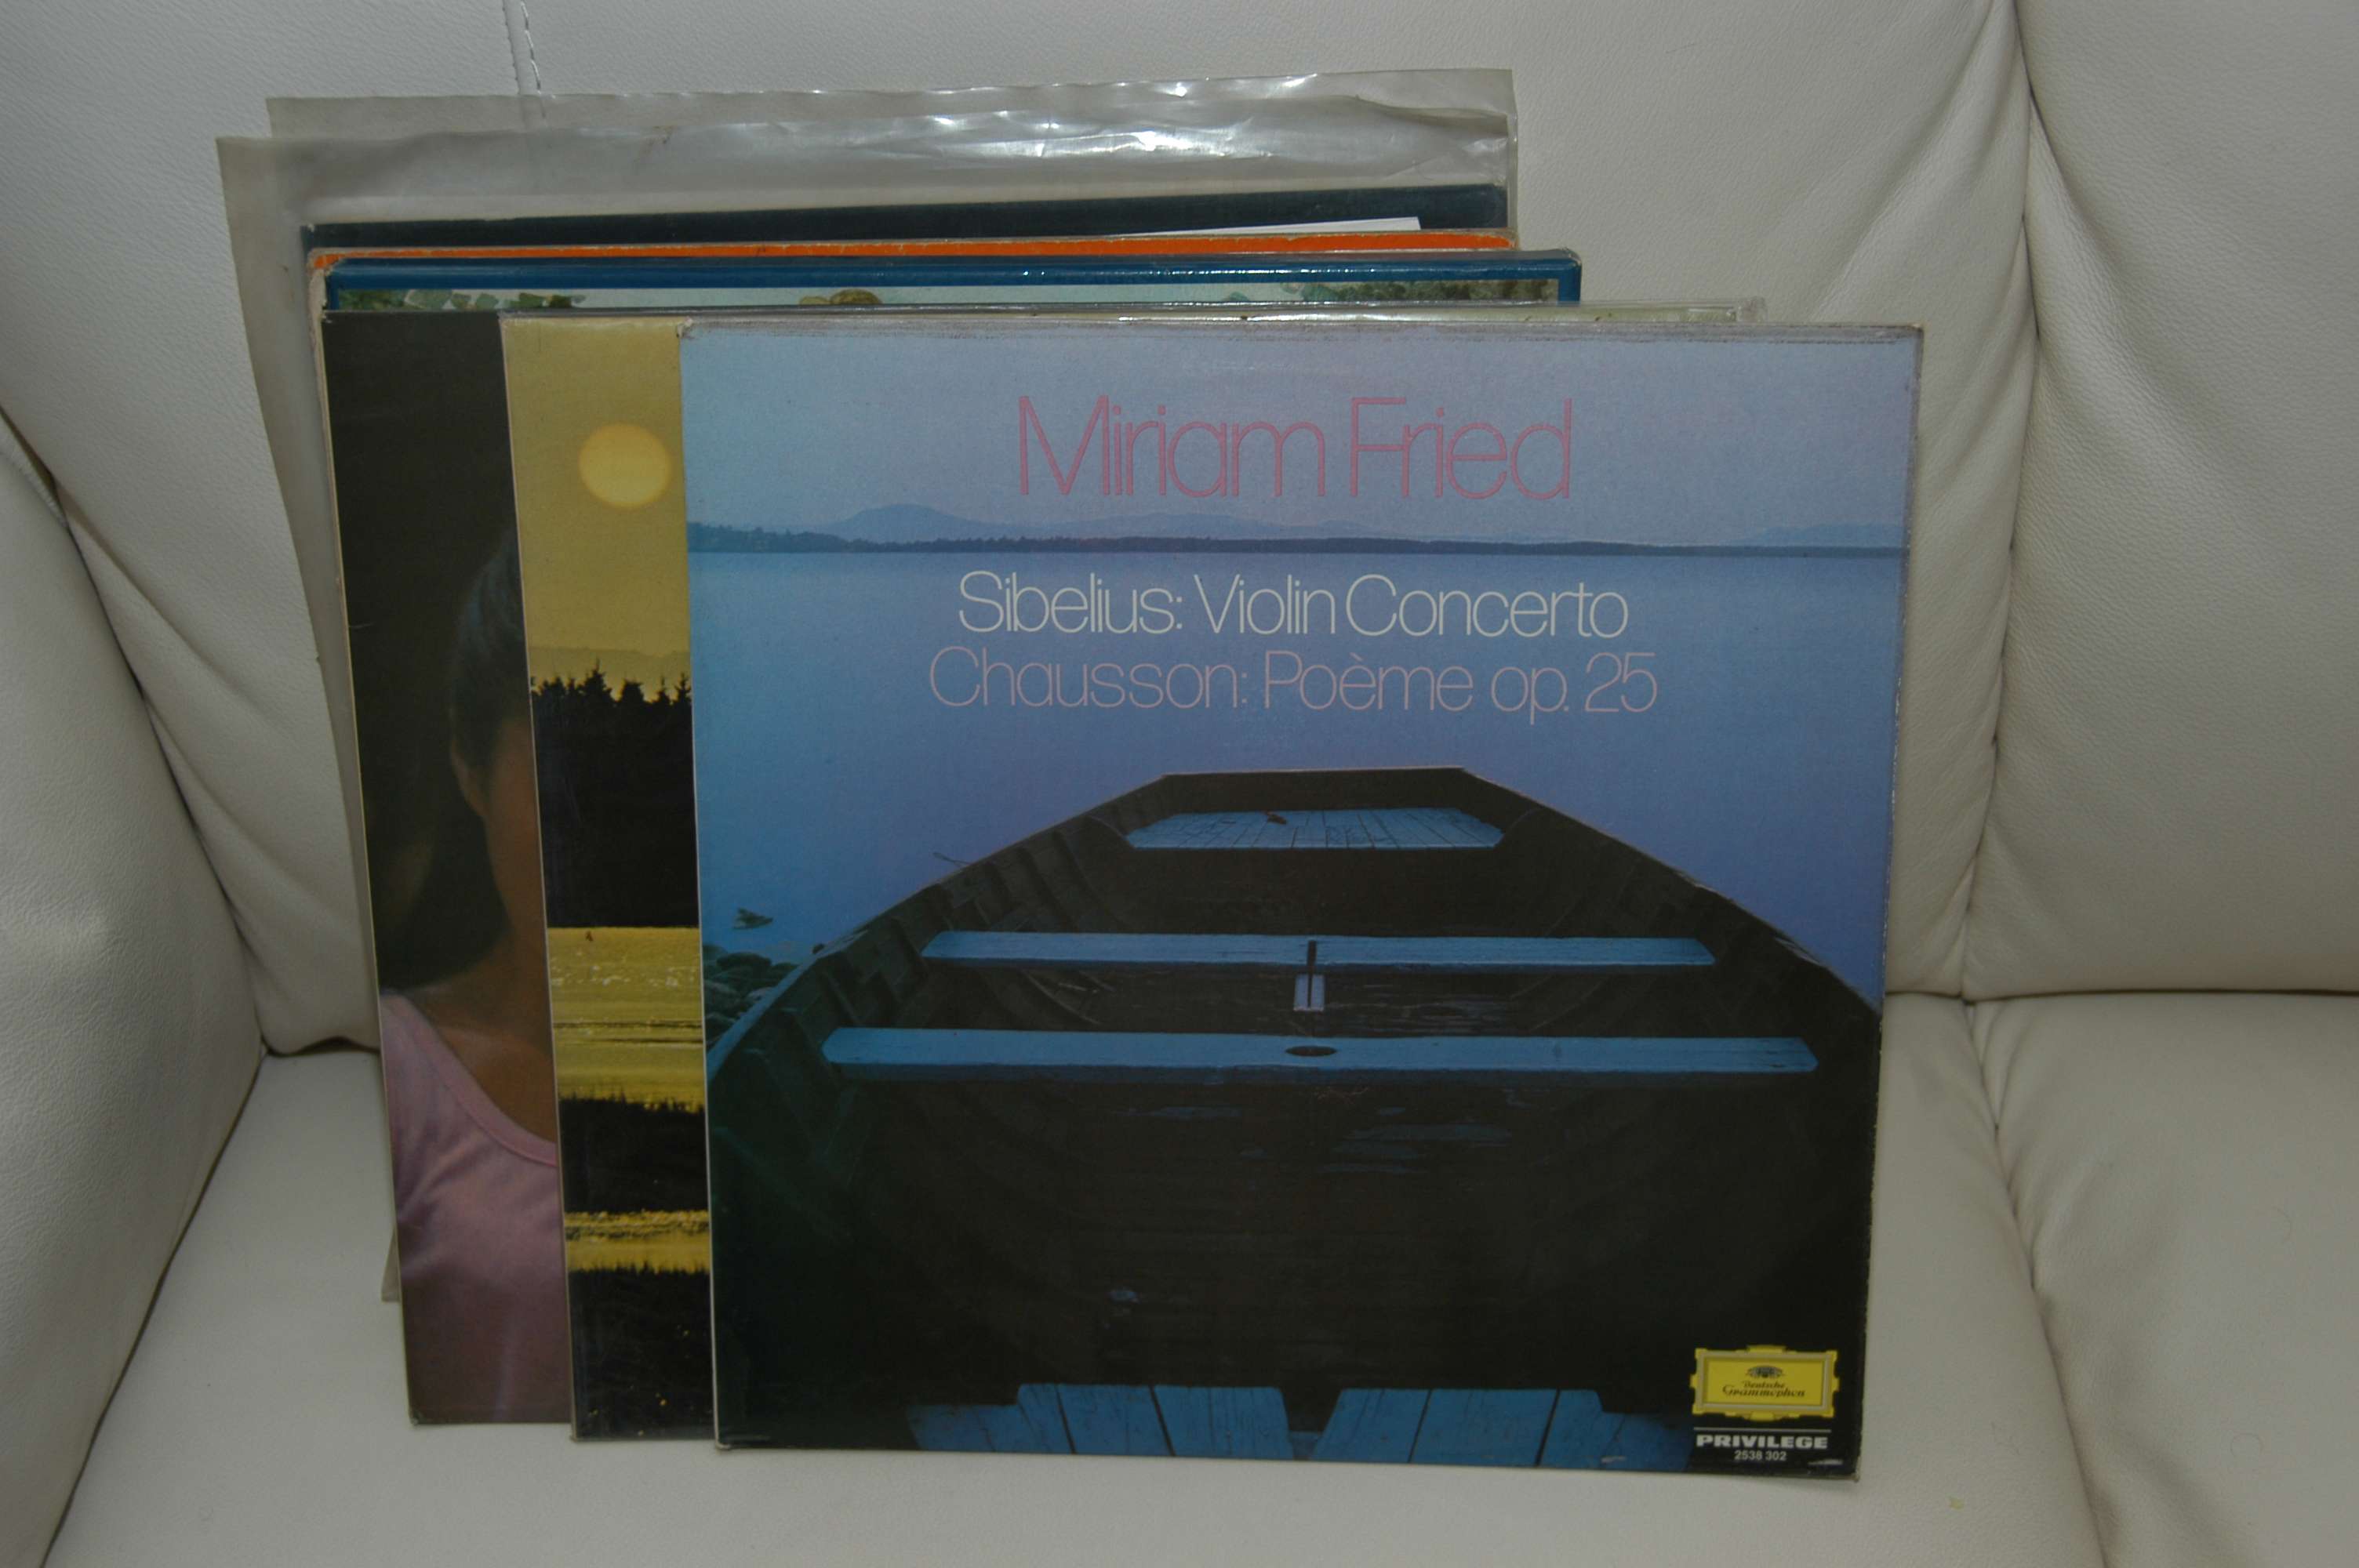 Miriam Fried
Sibelius: Violin Concerto
Chausson: Poème op. 25
Deutsche
Grammophon
PRIVILEGE
2538 302